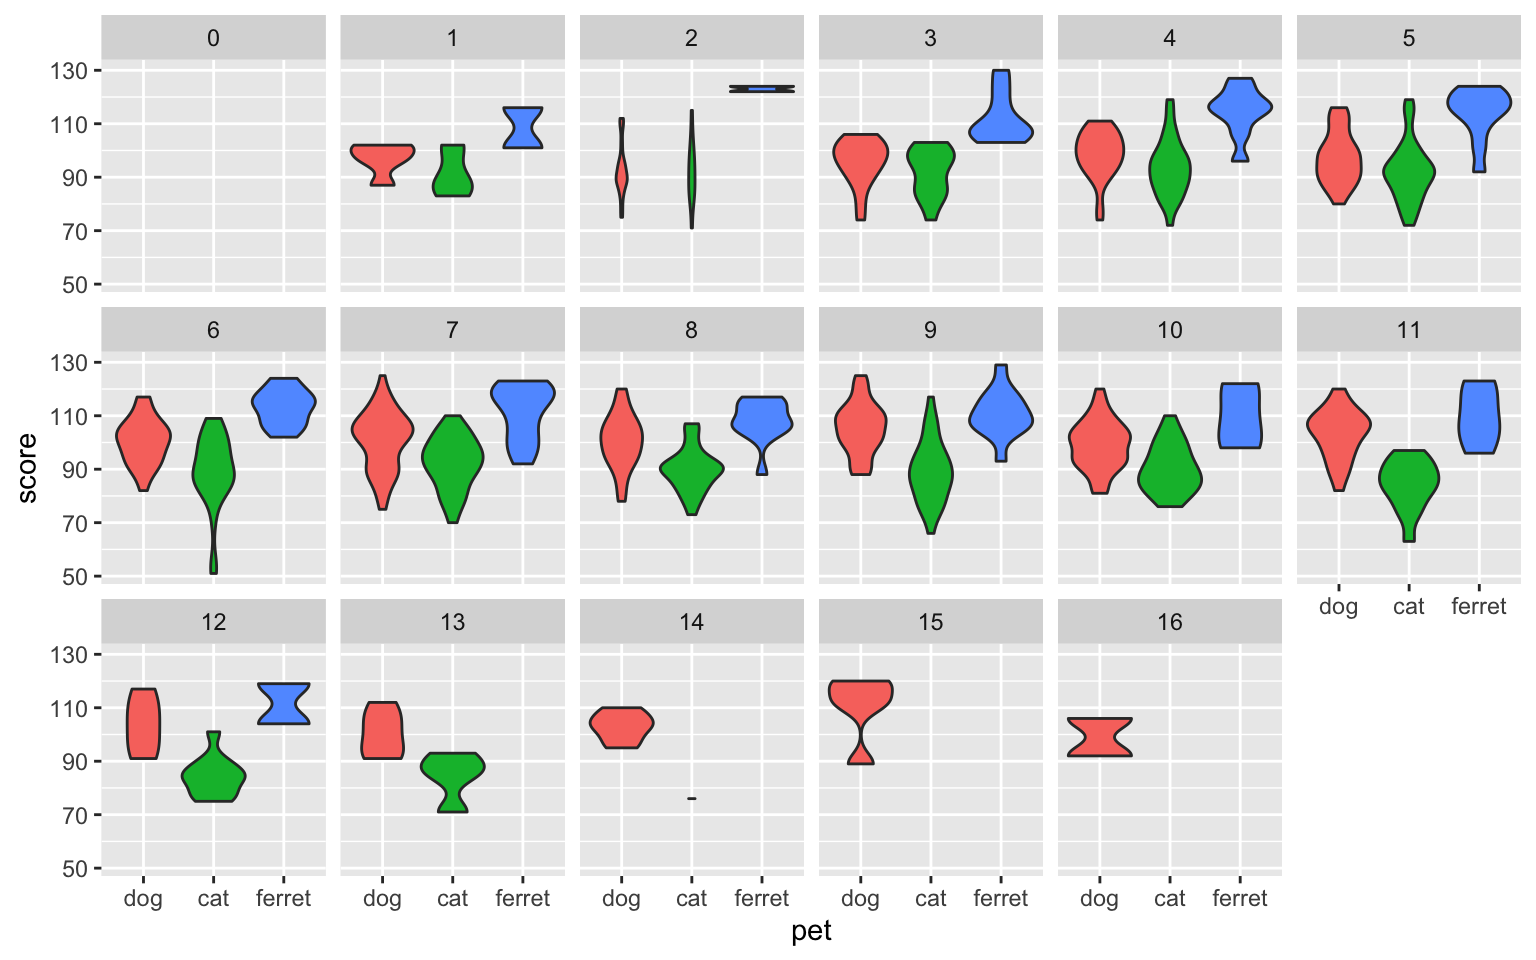 0 1 2 3 4 5
130
110
90
70
50
6 7 8 9 10 11
130
110
90
70
50
dog cat ferret
12 13 14 15 16
130
110
90
70
50
dog cat ferret dog cat ferret dog cat ferret dog cat ferret dog cat ferret
pet
score